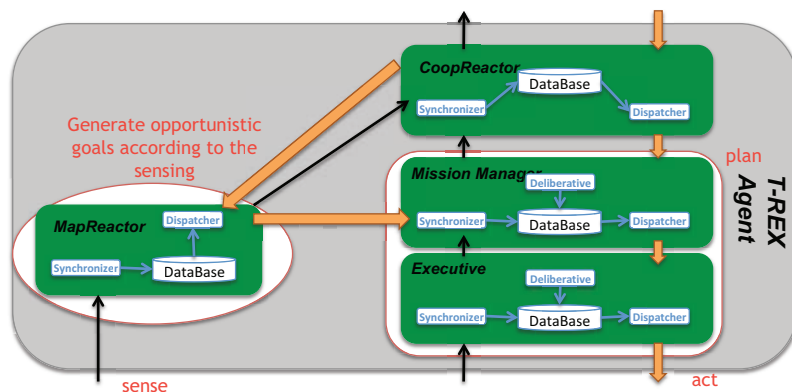 CoopReactor
DataBase
Synchronizer
Dispatcher
Generate opportunistic
goals according to the
sensing
plan
T-REX
Agent
Mission Manager
Deliberative
Synchronizer
DataBase
Dispatcher
MapReactor
Dispatcher
Synchronizer
DataBase
Executive
Deliberative
Synchronizer
DataBase
Dispatcher
sense
act